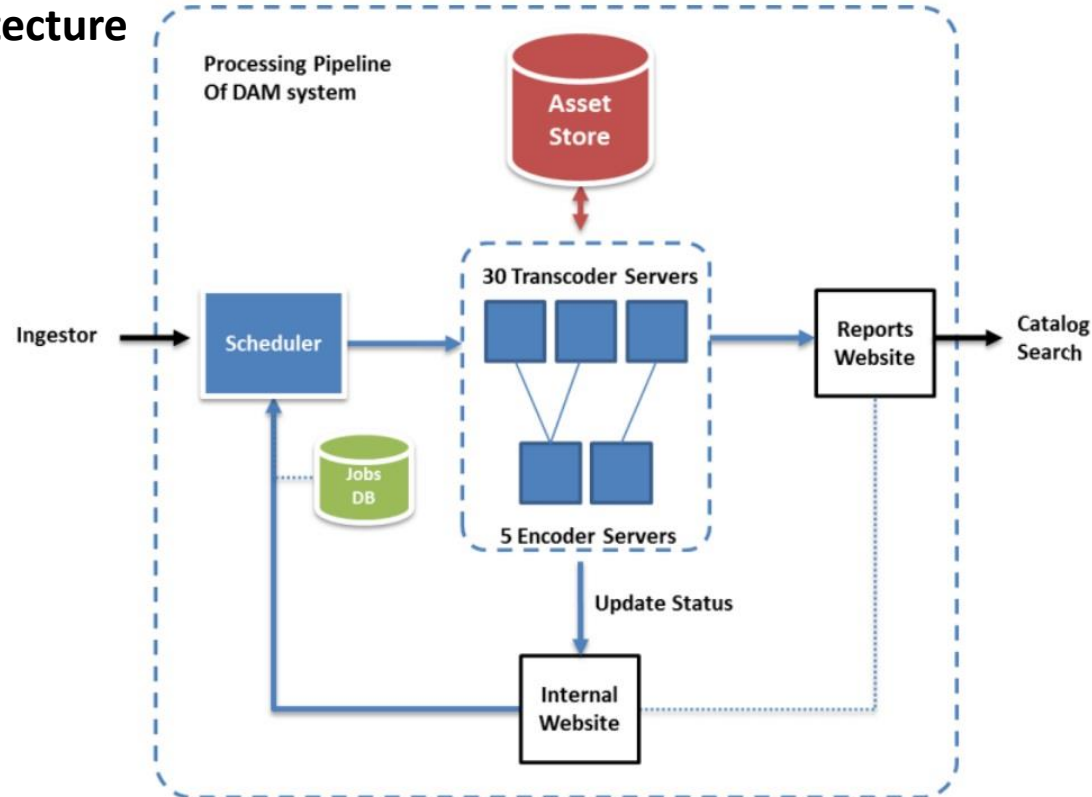 tecture
Processing Pipeline
Of DAM system
Asset
Store
30 Transcoder Servers
Ingestor
Scheduler
Reports
Website
Catalog
Search
Jobs
DB
5 Encoder Servers
Update Status
Internal
Website